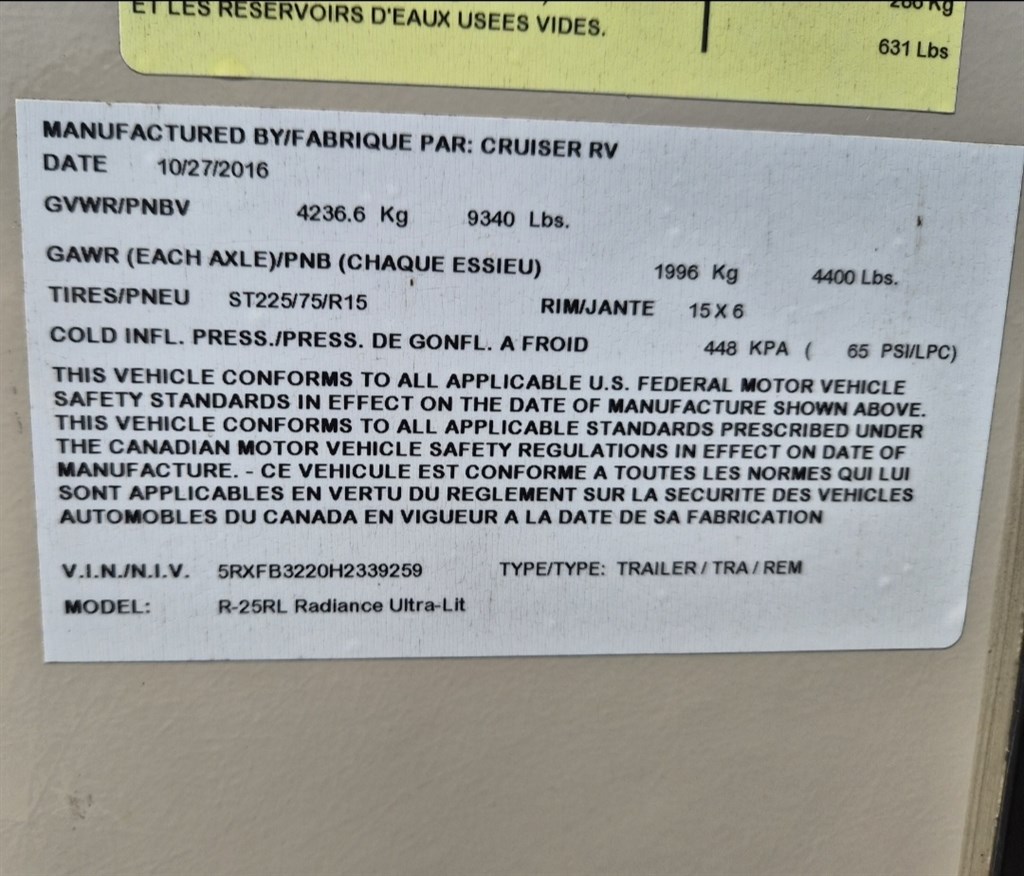 ET LES RESERVOIRS D'EAUX USEES VIDES.
Kg
631 Lbs
MANUFACTURED BY/FABRIQUE PAR: CRUISER RV
DATE 10/27/2016
GVWR/PNBV 4236.6 Kg 9340 Lbs.
GAWR (EACH AXLE)/PNB (CHAQUE ESSIEU) 1996 Kg 4400 Lbs.
TIRES/PNEU ST225/75/R15 RIM/JANTE 15 X 6
COLD INFL. PRESS./PRESS. DE GONFL. A FROID 448 KPA ( 65 PSI/LPC)
THIS VEHICLE CONFORMS TO ALL APPLICABLE U.S. FEDERAL MOTOR VEHICLE
SAFETY STANDARDS IN EFFECT ON THE DATE OF MANUFACTURE SHOWN ABOVE.
THIS VEHICLE CONFORMS TO ALL APPLICABLE STANDARDS PRESCRIBED UNDER
THE CANADIAN MOTOR VEHICLE SAFETY REGULATIONS IN EFFECT ON DATE OF
MANUFACTURE. - CE VEHICULE EST CONFORME A TOUTES LES NORMES QUI LUI
SONT APPLICABLES EN VERTU DU REGLEMENT SUR LA SECURITE DES VEHICLES
AUTOMOBLES DU CANADA EN VIGUEUR A LA DATE DE SA FABRICATION
V.I.N./N.I.V. 5RXFB3220H2339259 TYPE/TYPE: TRAILER / TRA / REM
MODEL: R-25RL Radiance Ultra-Lit